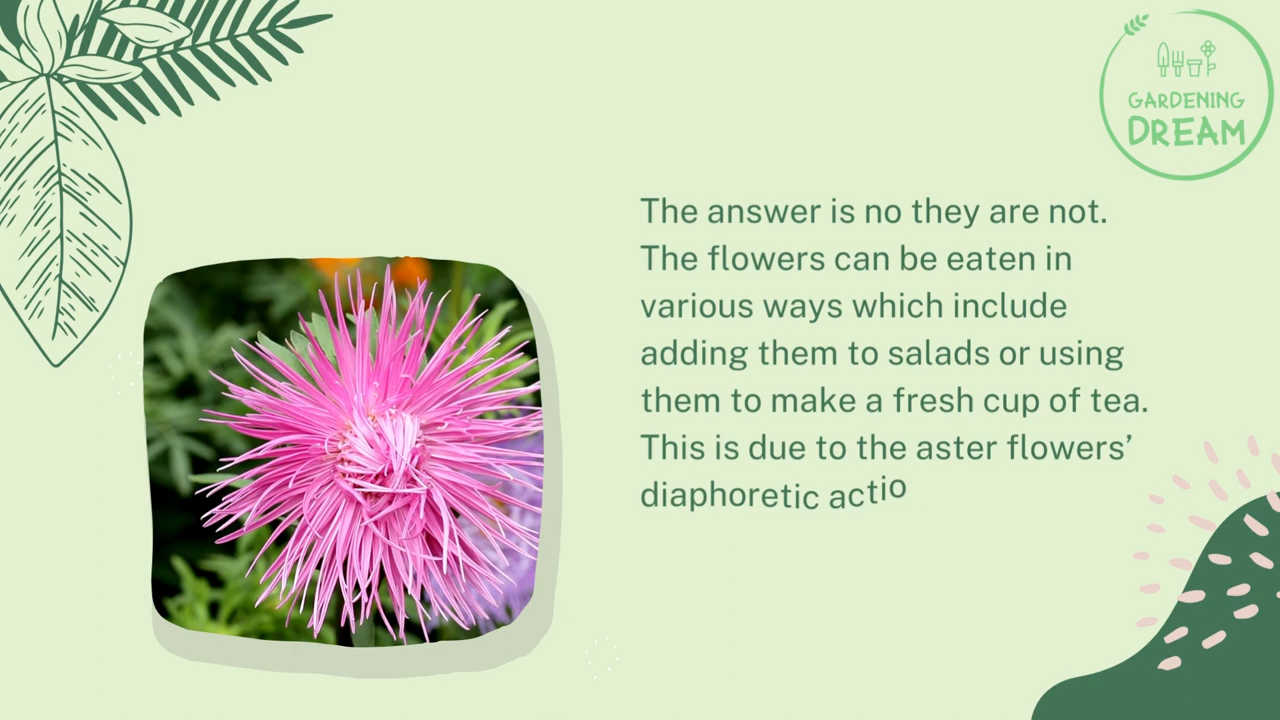 GARDENING
DREAM
The answer is no they are not.
The flowers can be eaten in
various ways which include
adding them to salads or using
them to make a fresh cup of tea.
This is due to the aster flowers’
diaphoretic actio